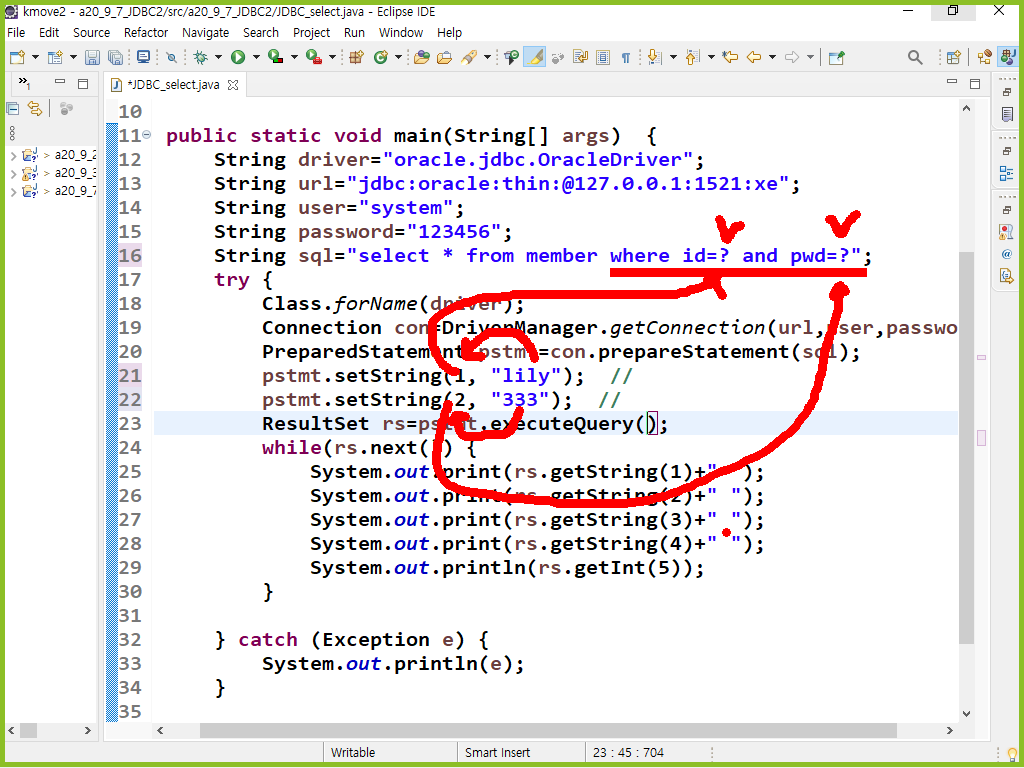 kmove2 - a20_9_7_JDBC2/src/a20_9_7_JDBC2/JDBC_select.java - Eclipse IDE
File Edit Source Refactor Navigate Search Project Run Window Help
*JDBC_select.java
a20_9_2
a20_9_3
a20_9_7
10
11 public static void main(String[] args)  {
12 String driver="oracle.jdbc.OracleDriver";
13 String url="jdbc:oracle:thin:@127.0.0.1:1521:xe";
14 String user="system";
15 String password="123456";
16 String sql="select * from member where id=? and pwd=?";
17 try {
18 Class.forName(driver);
19 Connection con=DriverManager.getConnection(url,user,passwo
20 PreparedStatement pstmt=con.prepareStatement(sql);
21 pstmt.setString(1, "lily");  //
22 pstmt.setString(2, "333");  //
23 ResultSet rs=pstmt.executeQuery();
24 while(rs.next()) {
25 System.out.print(rs.getString(1)+" ");
26 System.out.print(rs.getString(2)+" ");
27 System.out.print(rs.getString(3)+" ");
28 System.out.print(rs.getString(4)+" ");
29 System.out.println(rs.getInt(5));
30 }
31
32 } catch (Exception e) {
33 System.out.println(e);
34 }
35
Writable Smart Insert 23 : 45 : 704